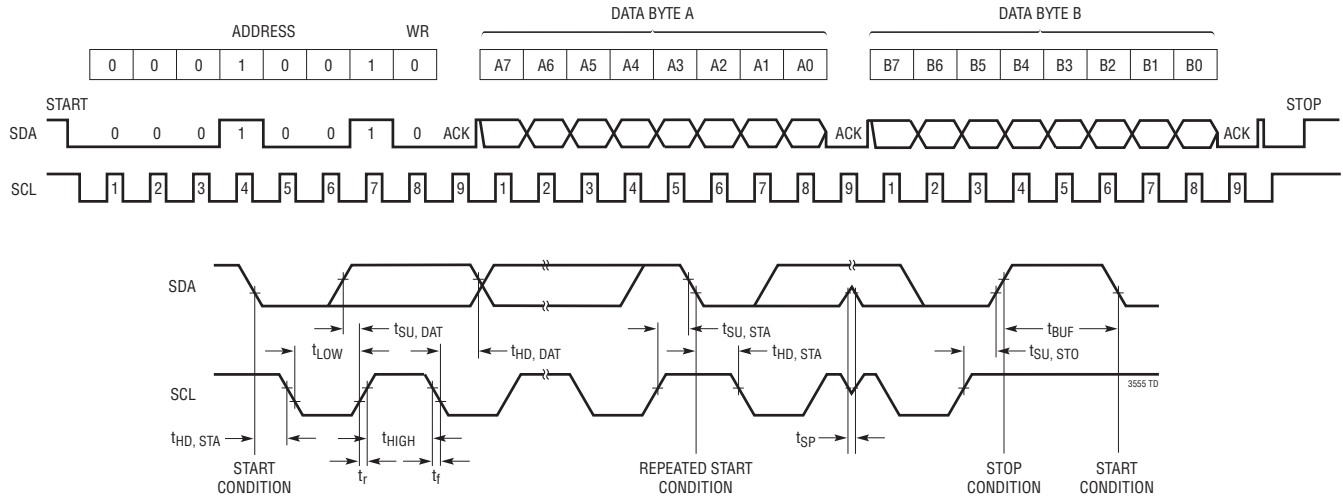 ADDRESS WR DATA BYTE A DATA BYTE B
0 0 0 1 0 0 1 0 A7 A6 A5 A4 A3 A2 A1 A0 B7 B6 B5 B4 B3 B2 B1 B0
START STOP
SDA 0 0 0 1 0 0 1 0 ACK ACK ACK
SCL 1 2 3 4 5 6 7 8 9 1 2 3 4 5 6 7 8 9 1 2 3 4 5 6 7 8 9
SDA
tSU, DAT tSU, STA tBUF
tLOW tHD, DAT tHD, STA tSU, STO
SCL 3555 TD
tHD, STA tHIGH tSP
tr tf
START CONDITION
REPEATED START CONDITION
STOP CONDITION
START CONDITION